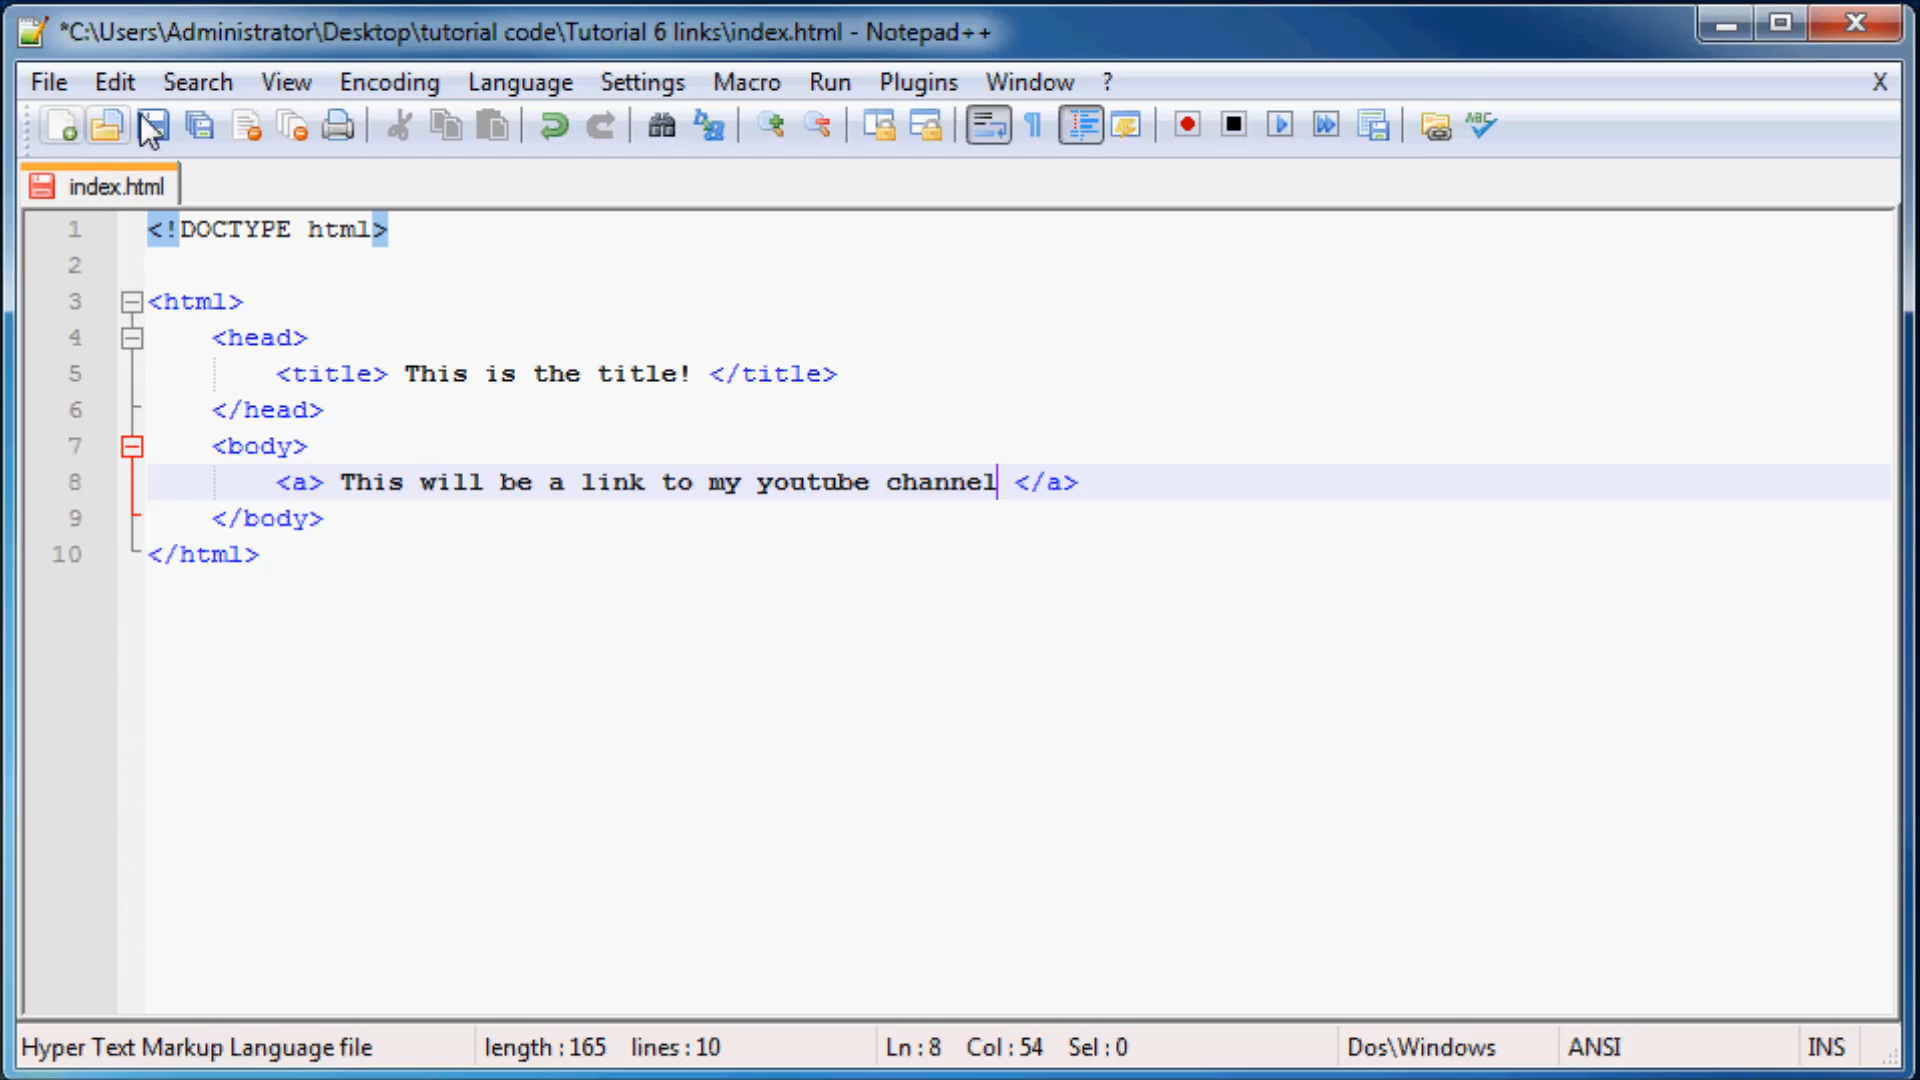 *C:\Users\Administrator\Desktop\tutorial code\Tutorial 6 links\index.html - Notepad++
File Edit Search View Encoding Language Settings Macro Run Plugins Window ? X
ABC
index.html
1 <!DOCTYPE html>
2
3 <html>
4 <head>
5 <title> This is the title! </title>
6 </head>
7 <body>
8 <a> This will be a link to my youtube channel </a>
9 </body>
10 </html>
Hyper Text Markup Language file length : 165 lines : 10 Ln : 8 Col : 54 Sel : 0 Dos\Windows ANSI INS